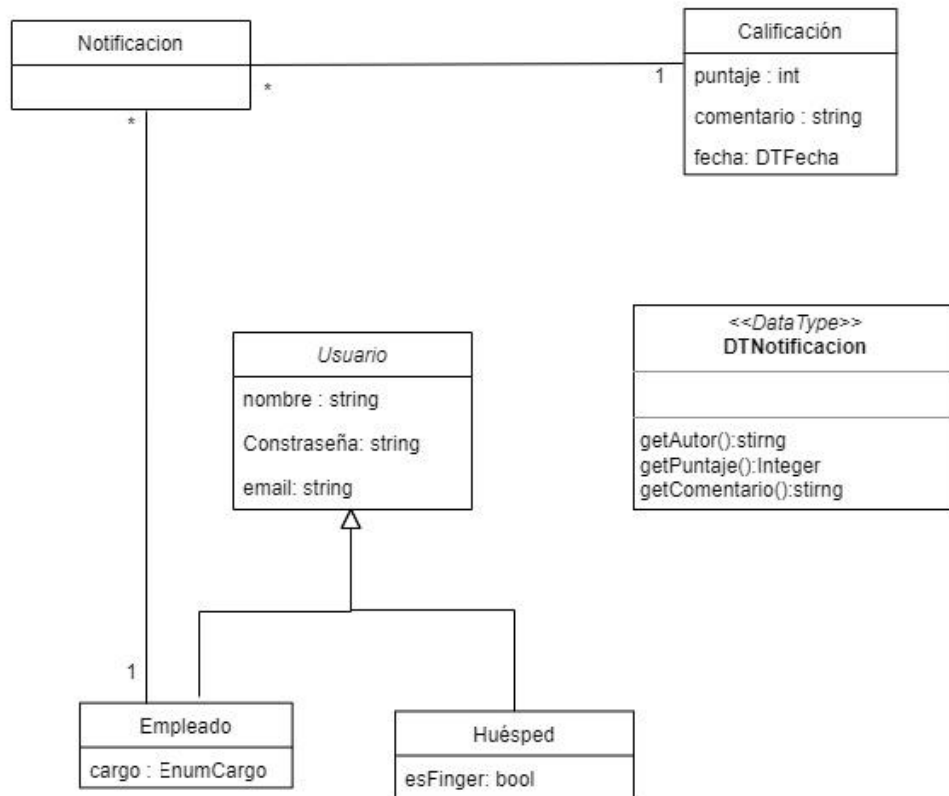 Notificacion
*
*
Calificación
1
puntaje : int
comentario : string
fecha: DTFecha
Usuario
nombre : string
Constraseña: string
email: string
<<DataType>>
DTNotificacion
getAutor():stirng
getPuntaje():Integer
getComentario():stirng
1
Empleado
cargo : EnumCargo
Huésped
esFinger: bool